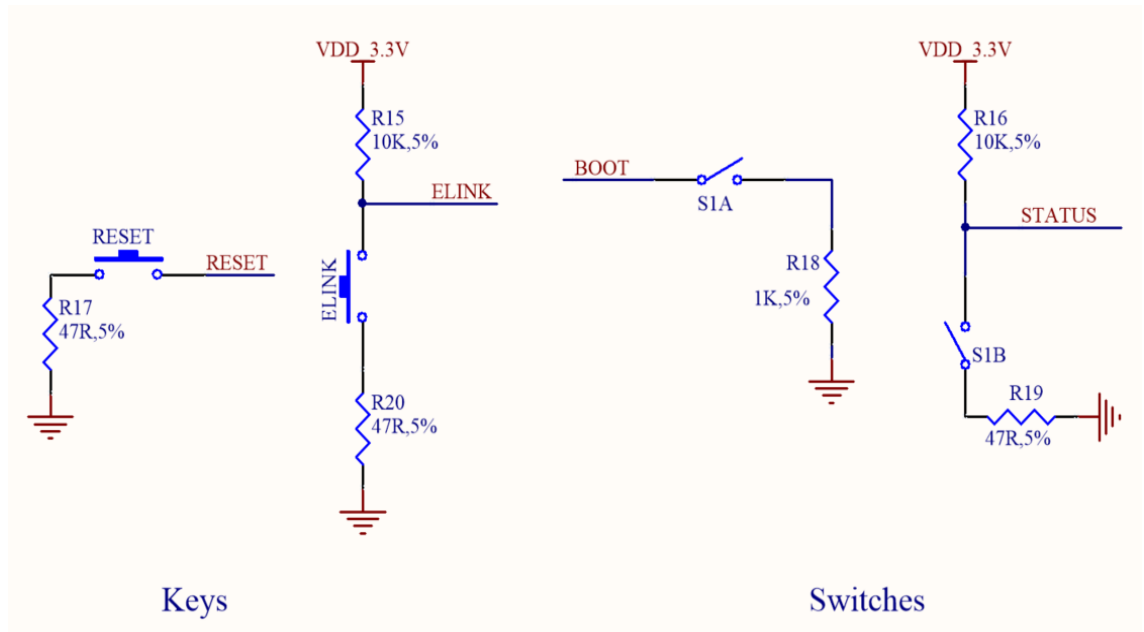 VDD_3.3V
R15
10K,5%
ELINK
RESET
RESET
R17
47R,5%
ELINK
R20
47R,5%
Keys
VDD_3.3V
R16
10K,5%
BOOT
S1A
STATUS
R18
1K,5%
S1B
R19
47R,5%
Switches